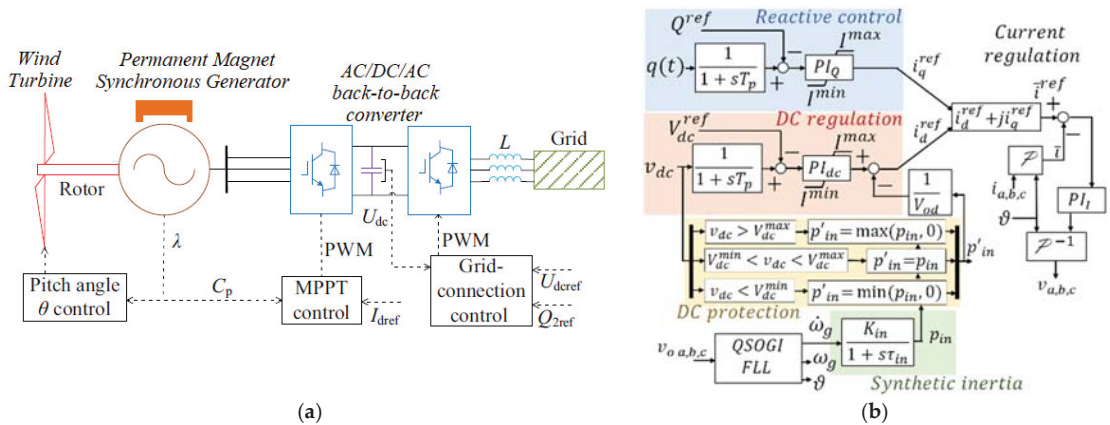 Wind
Turbine
Permanent Magnet
Synchronous Generator
AC/DC/AC
back-to-back
converter
L
Grid
Rotor
U_dc
λ
PWM
PWM
Pitch angle
θ control
C_p
MPPT
control
I_dref
Grid-
connection
control
U_dcref
Q_2ref
(a)
Q^ref
Reactive control
I^max
q(t)
1
1 + sT_p
−
+
PI_Q
I^min
i_q^ref
Current
regulation
V_dc^ref
DC regulation
I^max
v_dc
1
1 + sT_p
−
+
PI_dc
I^min
+
−
i_d^ref
i_d^ref + ji_q^ref
i̅^ref
+
−
𝒫
i̅
i_a,b,c
ϑ
PI_I
𝒫^−1
v_a,b,c
1
V_od
p'_in
v_dc > V_dc^max
p'_in = max(p_in, 0)
V_dc^min < v_dc < V_dc^max
p'_in = p_in
v_dc < V_dc^min
p'_in = min(p_in, 0)
DC protection
v_o a,b,c
QSOGI
FLL
ω̇_g
ω_g
ϑ
K_in
1 + sτ_in
p_in
Synthetic inertia
(b)